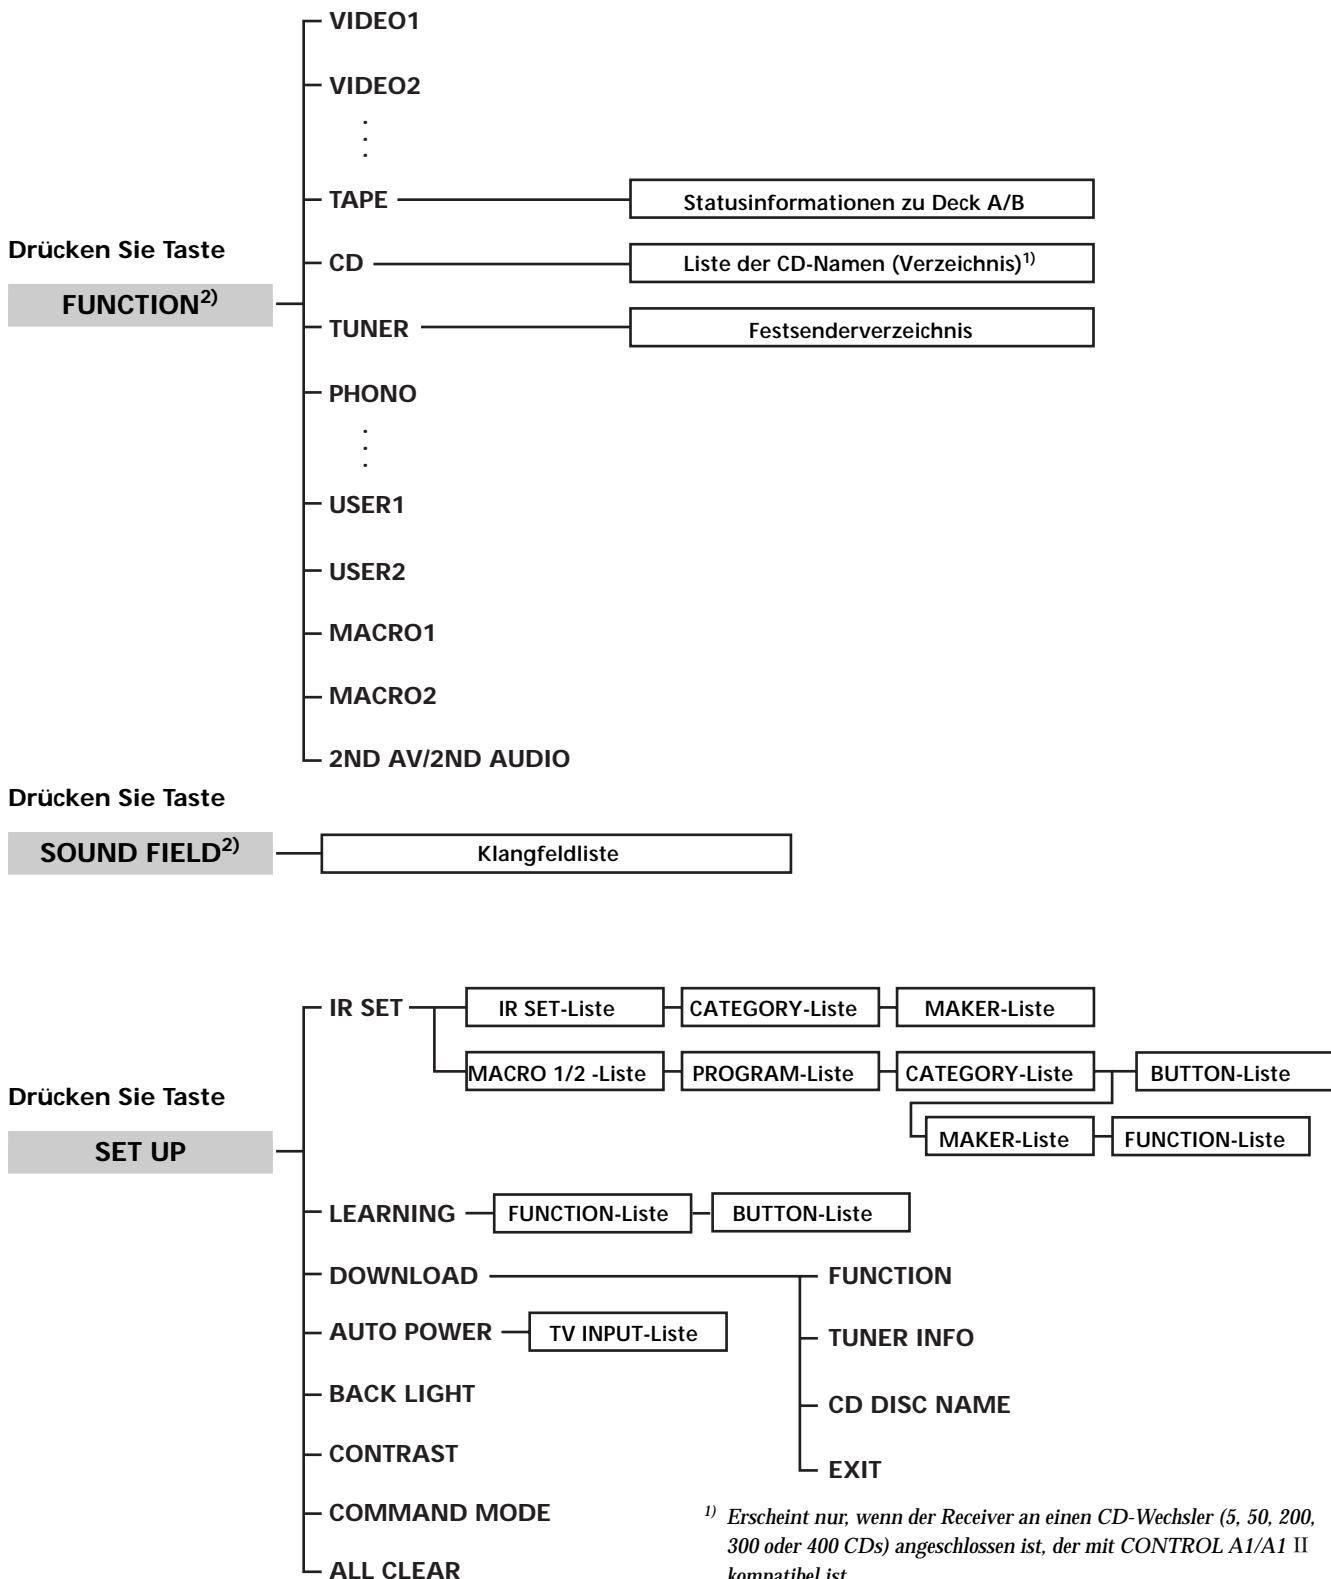 VIDEO1
VIDEO2
TAPE
Statusinformationen zu Deck A/B
Drücken Sie Taste
CD
Liste der CD-Namen (Verzeichnis)1)
FUNCTION2)
TUNER
Festsenderverzeichnis
PHONO
USER1
USER2
MACRO1
MACRO2
2ND AV/2ND AUDIO
Drücken Sie Taste
SOUND FIELD2)
Klangfeldliste
IR SET
IR SET-Liste
CATEGORY-Liste
MAKER-Liste
MACRO 1/2 -Liste
PROGRAM-Liste
CATEGORY-Liste
BUTTON-Liste
Drücken Sie Taste
MAKER-Liste
FUNCTION-Liste
SET UP
LEARNING
FUNCTION-Liste
BUTTON-Liste
DOWNLOAD
FUNCTION
AUTO POWER
TV INPUT-Liste
TUNER INFO
BACK LIGHT
CD DISC NAME
CONTRAST
EXIT
COMMAND MODE
1) Erscheint nur, wenn der Receiver an einen CD-Wechsler (5, 50, 200,
300 oder 400 CDs) angeschlossen ist, der mit CONTROL A1/A1 II
kompatibel ist
ALL CLEAR